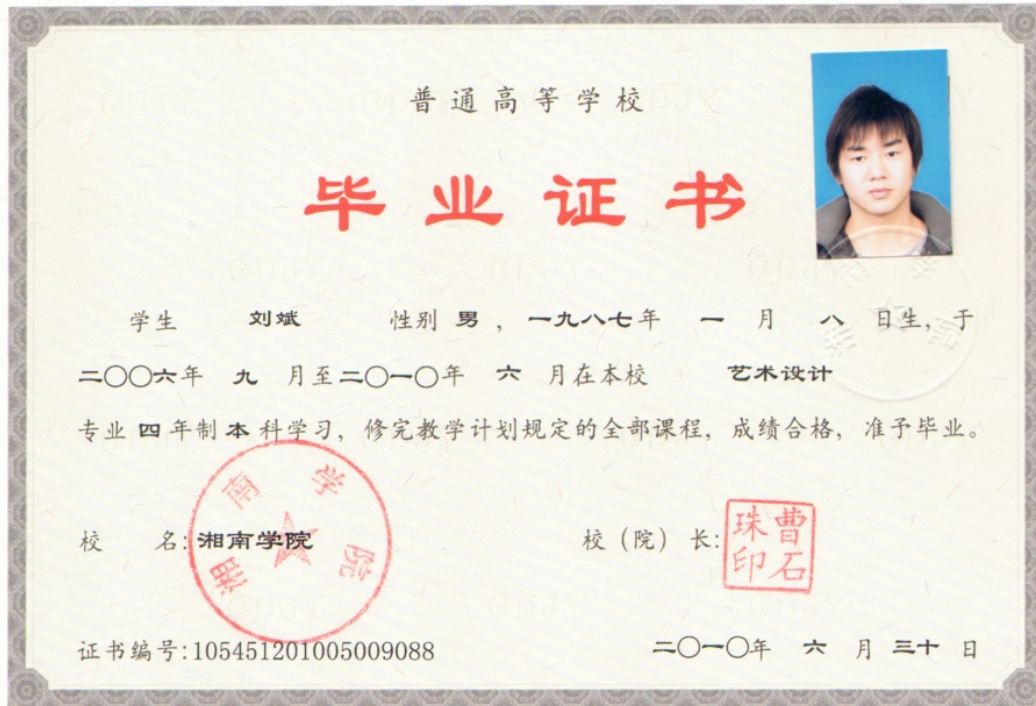 普通高等学校
毕业证书
学生 刘斌 性别 男 ，一九八七年 一 月 八 日生，于
二〇〇六年 九 月至二〇一〇年 六 月在本校 艺术设计
专业 四 年制 本 科学习，修完教学计划规定的全部课程，成绩合格，准予毕业。
湘南学院
校 名：湘南学院
校（院）长：
曹石珠印
证书编号：105451201005009088
二〇一〇年 六 月 三十 日